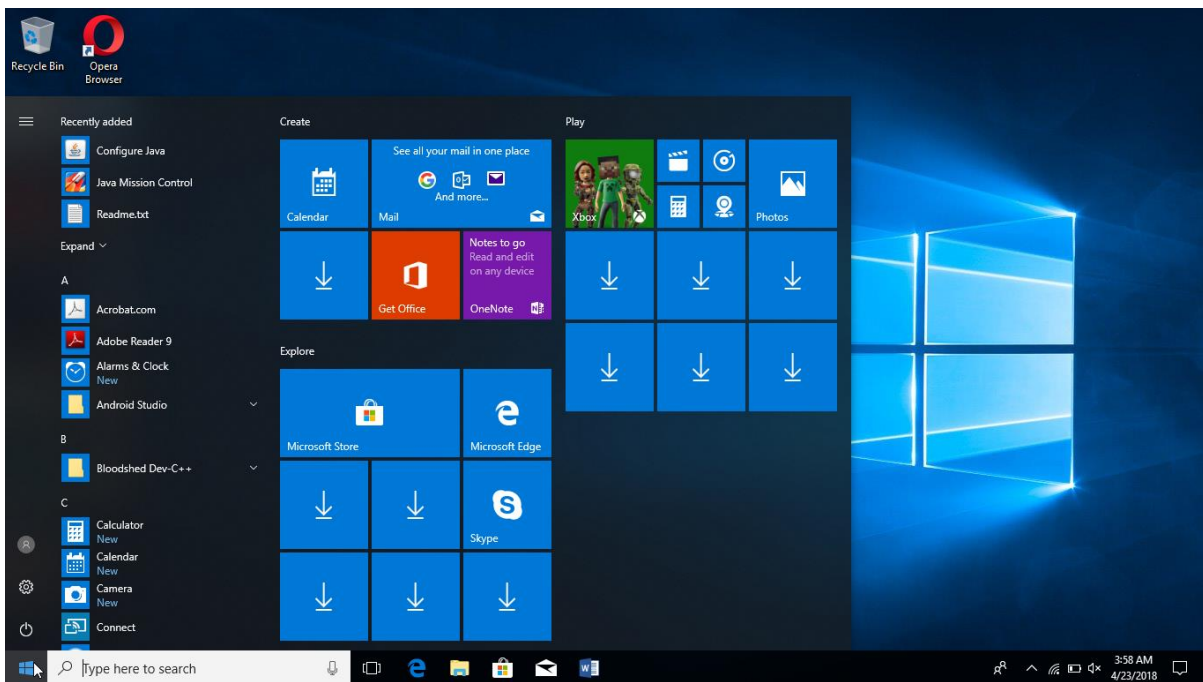 Recycle Bin
Opera
Browser
Recently added
Configure Java
Java Mission Control
Readme.txt
Expand
A
Acrobat.com
Adobe Reader 9
Alarms & Clock
New
Android Studio
B
Bloodshed Dev-C++
C
Calculator
New
Calendar
New
Camera
New
Connect
Create
Calendar
See all your mail in one place
And more...
Mail
Get Office
Notes to go
Read and edit
on any device
OneNote
Explore
Microsoft Store
Microsoft Edge
Skype
Play
Xbox
Photos
Type here to search
3:58 AM
4/23/2018